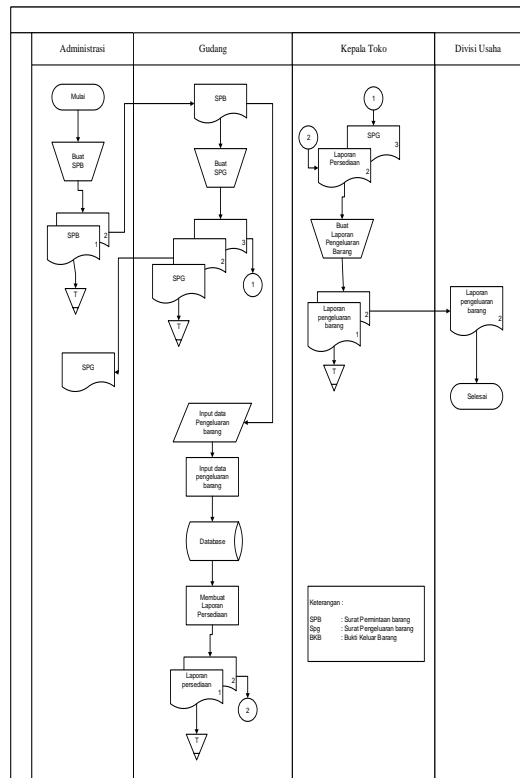 Administrasi
Gudang
Kepala Toko
Divisi Usaha
Mulai
Buat
SPB
SPB
1
2
T
SPG
SPB
Buat
SPG
SPG
2
3
1
T
Input data
Pengeluaran
barang
Input data
pengeluaran
barang
Database
Membuat
Laporan
Persediaan
Laporan
persediaan
1
2
2
T
1
2
SPG
3
Laporan
Persediaan
2
Buat
Laporan
Pengeluaran
Barang
Laporan
pengeluaran
barang
1
2
T
Laporan
pengeluaran
barang
2
Selesai
Keterangan :
SPB : Surat Permintaan barang
Spg : Surat Pengeluaran barang
BKB : Bukti Keluar Barang